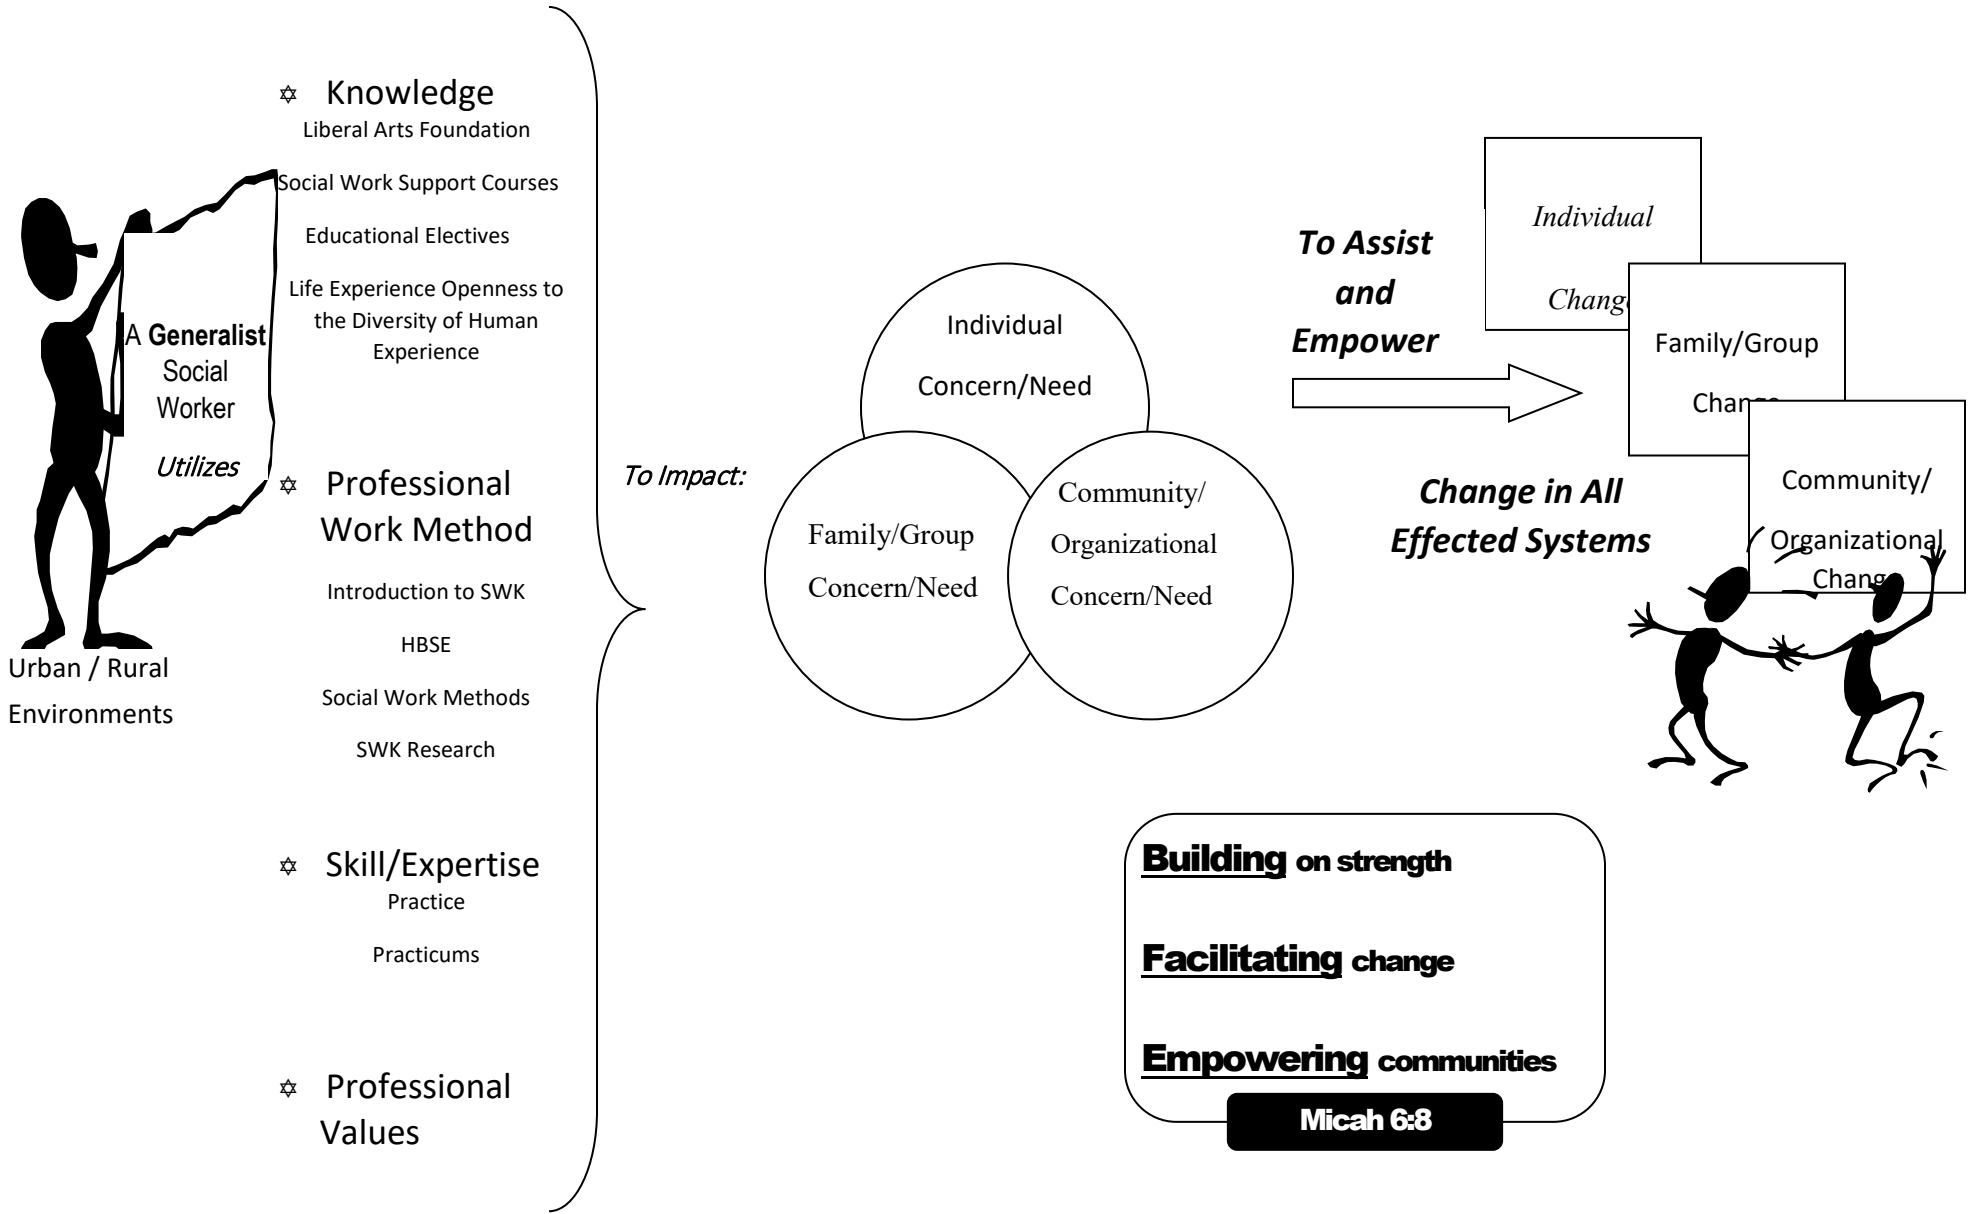 A Generalist
Social
Worker
Utilizes
Urban / Rural
Environments
✡ Knowledge
Liberal Arts Foundation
Social Work Support Courses
Educational Electives
Life Experience Openness to
the Diversity of Human
Experience
✡ Professional
Work Method
Introduction to SWK
HBSE
Social Work Methods
SWK Research
✡ Skill/Expertise
Practice
Practicums
✡ Professional
Values
To Impact:
Individual
Concern/Need
Family/Group
Concern/Need
Community/
Organizational
Concern/Need
To Assist
and
Empower
Change in All
Effected Systems
Individual
Change
Family/Group
Change
Community/
Organizational
Change
Building on strength
Facilitating change
Empowering communities
Micah 6:8